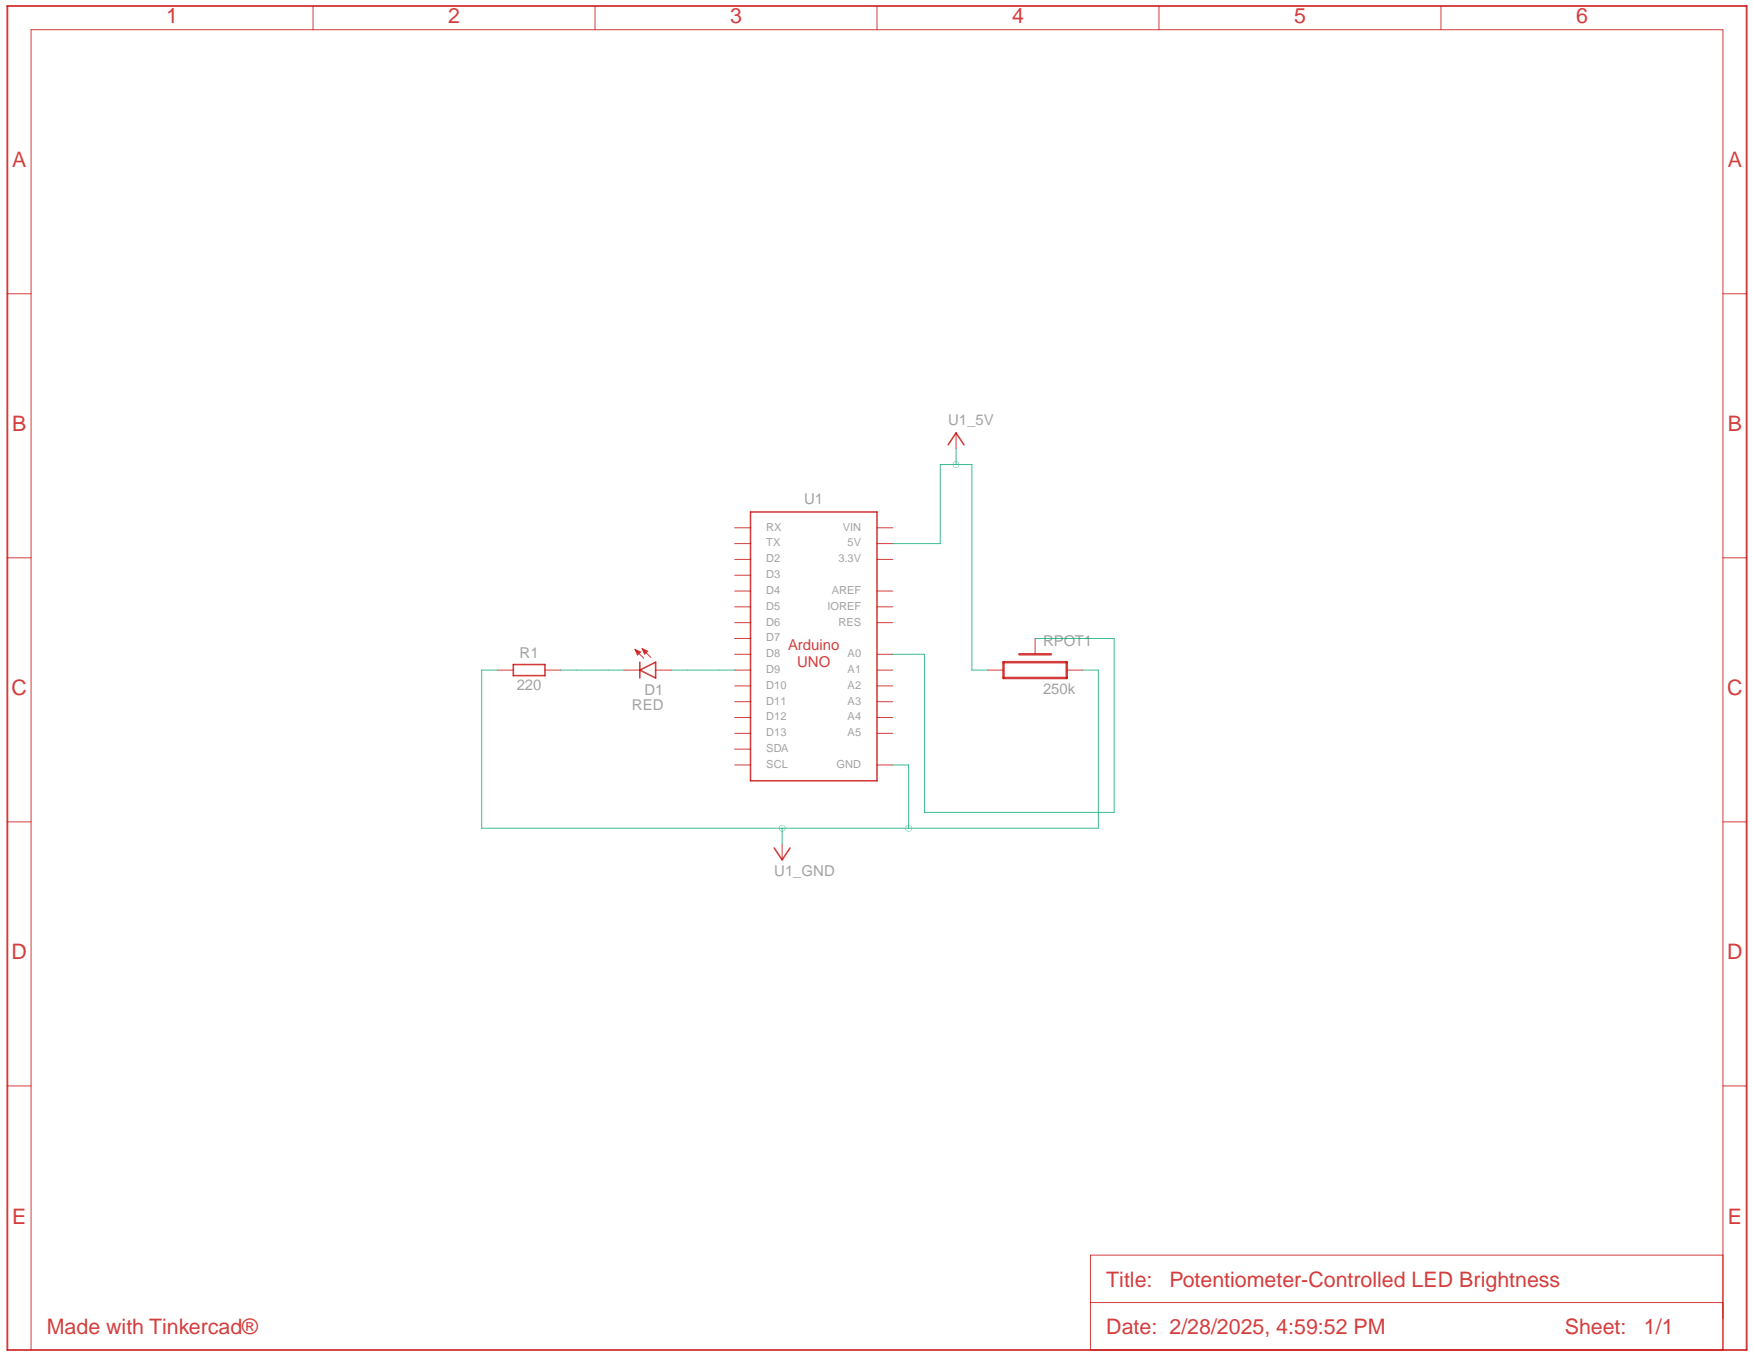 1 2 3 4 5 6
A A
B B
U1_5V
U1
RX VIN
TX 5V
D2 3.3V
D3
D4 AREF
D5 IOREF
D6 RES
D7
RPOT1
Arduino
R1
D8 A0
UNO
D9 A1
220
D1
D10 A2
250k
C C
RED
D11 A3
D12 A4
D13 A5
SDA
SCL GND
U1_GND
D D
E E
Title: Potentiometer-Controlled LED Brightness
Made with Tinkercad®
Date: 2/28/2025, 4:59:52 PM Sheet: 1/1